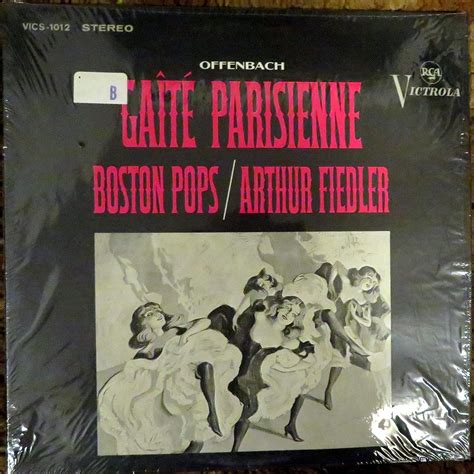 VICS-1012 STEREO
OFFENBACH
RCA
VICTROLA
B
GAÎTÉ PARISIENNE
BOSTON POPS / ARTHUR FIEDLER